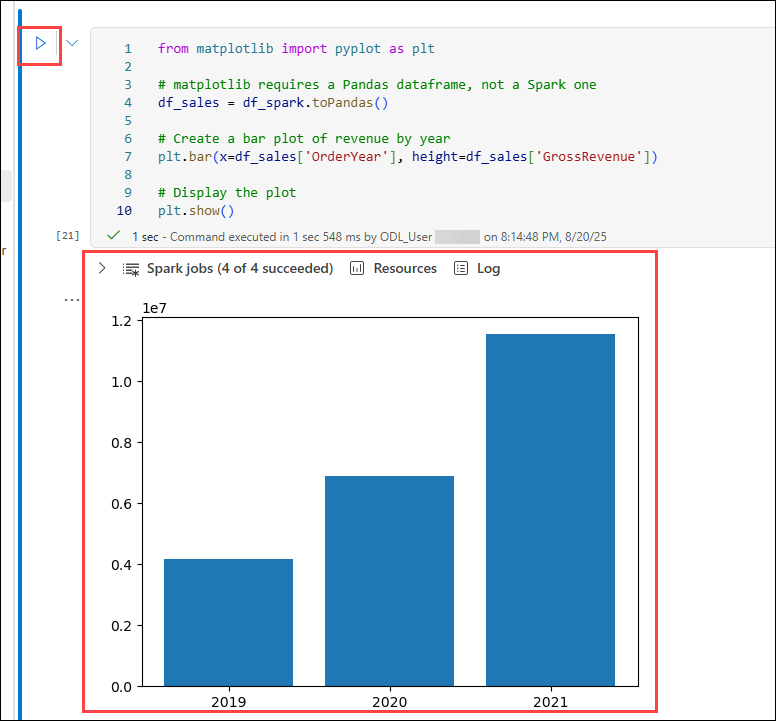 1 from matplotlib import pyplot as plt
2
3 # matplotlib requires a Pandas dataframe, not a Spark one
4 df_sales = df_spark.toPandas()
5
6 # Create a bar plot of revenue by year
7 plt.bar(x=df_sales['OrderYear'], height=df_sales['GrossRevenue'])
8
9 # Display the plot
10 plt.show()
[21] 1 sec - Command executed in 1 sec 548 ms by ODL_User on 8:14:48 PM, 8/20/25
r
Spark jobs (4 of 4 succeeded) Resources Log
...
1e7
1.2
1.0
0.8
0.6
0.4
0.2
0.0
2019 2020 2021